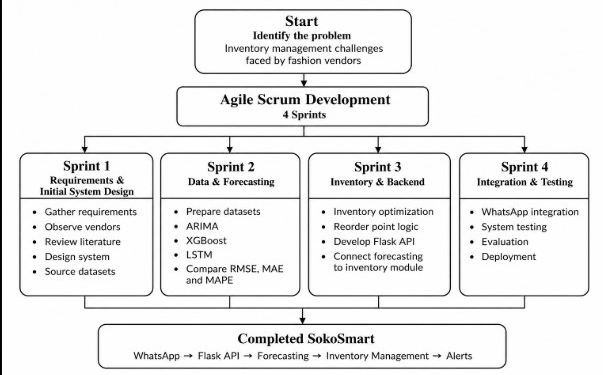 Start
Identify the problem
Inventory management challenges
faced by fashion vendors
Agile Scrum Development
4 Sprints
Sprint 1
Requirements &
Initial System Design
• Gather requirements
• Observe vendors
• Review literature
• Design system
• Source datasets
Sprint 2
Data & Forecasting
• Prepare datasets
• ARIMA
• XGBoost
• LSTM
• Compare RMSE, MAE
and MAPE
Sprint 3
Inventory & Backend
• Inventory optimization
• Reorder point logic
• Develop Flask API
• Connect forecasting
to inventory module
Sprint 4
Integration & Testing
• WhatsApp integration
• System testing
• Evaluation
• Deployment
Completed SokoSmart
WhatsApp → Flask API → Forecasting → Inventory Management → Alerts